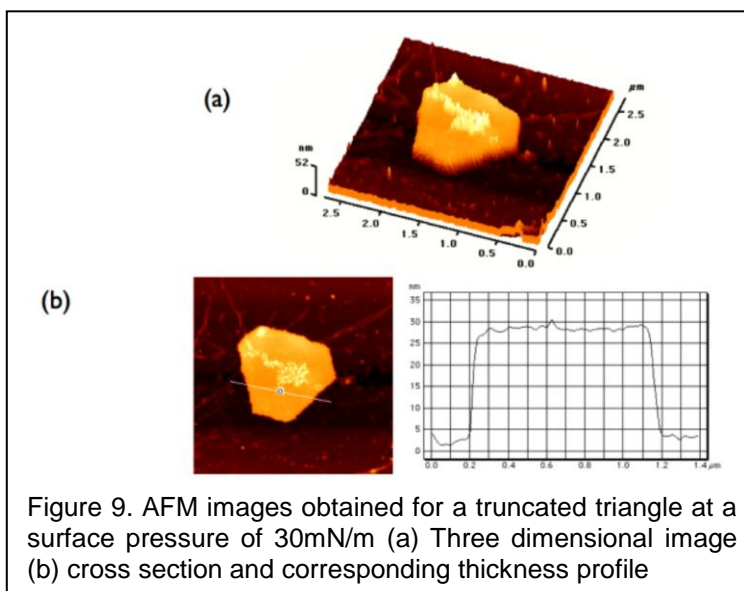 (a)
nm
52
0
2.5
2.0
1.5
1.0
0.5
0.0
µm
2.5
2.0
1.5
1.0
0.5
0.0
(b)
nm
35
30
25
20
15
10
5
0
0.0 0.2 0.4 0.6 0.8 1.0 1.2 1.4 µm
Figure 9. AFM images obtained for a truncated triangle at a
surface pressure of 30mN/m (a) Three dimensional image
(b) cross section and corresponding thickness profile